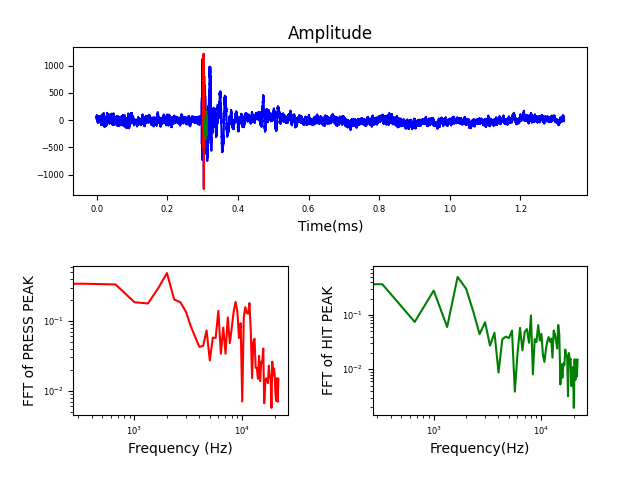 Amplitude
1000
500
0
−500
−1000
0.0 0.2 0.4 0.6 0.8 1.0 1.2
Time(ms)
FFT of PRESS PEAK
10⁻¹
10⁻²
10³ 10⁴
Frequency (Hz)
FFT of HIT PEAK
10⁻¹
10⁻²
10³ 10⁴
Frequency(Hz)